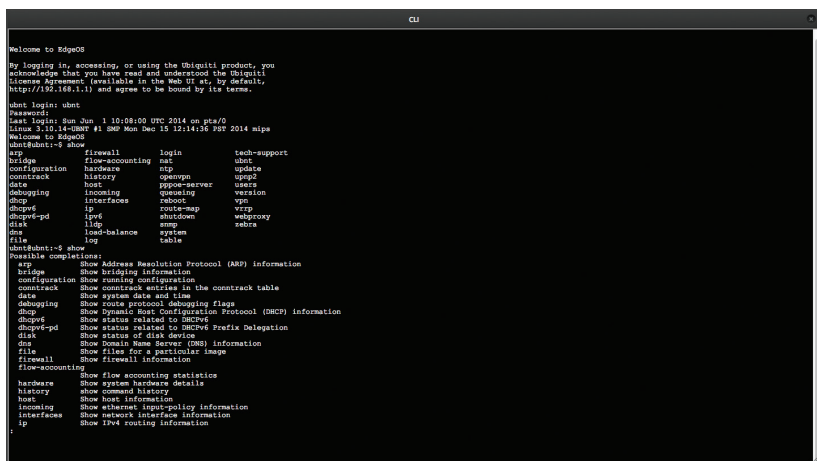 CLI
Welcome to EdgeOS
By logging in, accessing, or using the Ubiquiti product, you
acknowledge that you have read and understood the Ubiquiti
License Agreement (available in the Web UI at, by default,
http://192.168.1.1) and agree to be bound by its terms.
ubnt login: ubnt
Password:
Last login: Sun Jun  1 10:08:00 UTC 2014 on pts/0
Linux 3.10.14-UBNT #1 SMP Mon Dec 15 12:14:36 PST 2014 mips
Welcome to EdgeOS
ubnt@ubnt:~$ show
arp firewall login tech-support
bridge flow-accounting nat ubnt
configuration hardware ntp update
conntrack history openvpn upnp2
date host pppoe-server users
debugging incoming queueing version
dhcp interfaces reboot vpn
dhcpv6 ip route-map vrrp
dhcpv6-pd ipv6 shutdown webproxy
disk lldp snmp zebra
dns load-balance system
file log table
ubnt@ubnt:~$ show
Possible completions:
arp Show Address Resolution Protocol (ARP) information
bridge Show bridging information
configuration Show running configuration
conntrack Show conntrack entries in the conntrack table
date Show system date and time
debugging Show route protocol debugging flags
dhcp Show Dynamic Host Configuration Protocol (DHCP) information
dhcpv6 Show status related to DHCPv6
dhcpv6-pd Show status related to DHCPv6 Prefix Delegation
disk Show status of disk device
dns Show Domain Name Server (DNS) information
file Show files for a particular image
firewall Show firewall information
flow-accounting
Show flow accounting statistics
hardware Show system hardware details
history show command history
host Show host information
incoming Show ethernet input-policy information
interfaces Show network interface information
ip Show IPv4 routing information
: